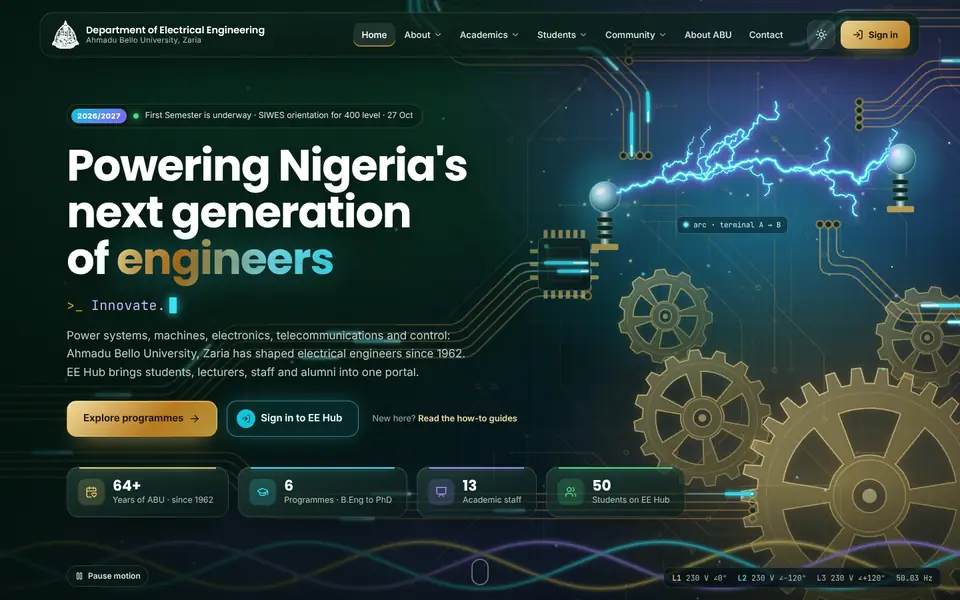 Department of Electrical Engineering
Ahmadu Bello University, Zaria
Home
About
Academics
Students
Community
About ABU
Contact
Sign in
2026/2027
First Semester is underway · SIWES orientation for 400 level · 27 Oct
Powering Nigeria's
next generation
of engineers
>_ Innovate.
arc · terminal A → B
Power systems, machines, electronics, telecommunications and control:
Ahmadu Bello University, Zaria has shaped electrical engineers since 1962.
EE Hub brings students, lecturers, staff and alumni into one portal.
Explore programmes →
Sign in to EE Hub
New here? Read the how-to guides
64+
Years of ABU · since 1962
6
Programmes · B.Eng to PhD
13
Academic staff
50
Students on EE Hub
Pause motion
L1 230 V ∠0° L2 230 V ∠-120° L3 230 V ∠+120° 50.03 Hz